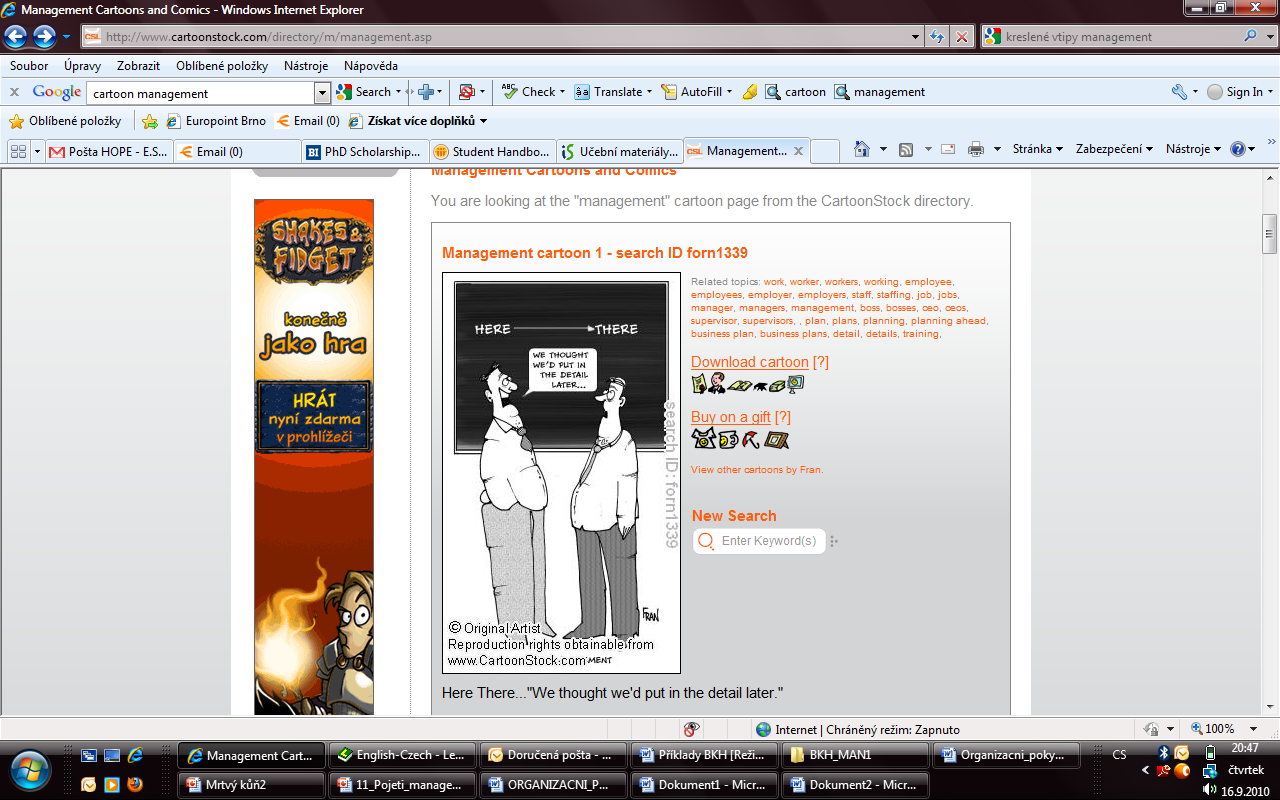 Management Cartoons and Comics - Windows Internet Explorer
CSL http://www.cartoonstock.com/directory/m/management.asp
kreslené vtipy management
Soubor Úpravy Zobrazit Oblíbené položky Nástroje Nápověda
x Google cartoon management Search Check Translate AutoFill cartoon management Sign In
Oblíbené položky Europoint Brno Email (0) Získat více doplňků
Pošta HOPE - E.S... Email (0) BI PhD Scholarship... Student Handbo... Učební materiály... CSL Management... Stránka Zabezpečení Nástroje
Management Cartoons and Comics
You are looking at the "management" cartoon page from the CartoonStock directory.
SHAKES &
FIDGET
konečně
jako hra
HRÁT
nyní zdarma
v prohlížeči
Management cartoon 1 - search ID forn1339
HERE THERE
WE THOUGHT
WE'D PUT IN
THE DETAIL
LATER...
search ID: forn1339
FRAN
© Original Artist
Reproduction rights obtainable from
www.CartoonStock.com
Here There..."We thought we'd put in the detail later."
Related topics: work, worker, workers, working, employee,
employees, employer, employers, staff, staffing, job, jobs,
manager, managers, management, boss, bosses, ceo, ceos,
supervisor, supervisors, , plan, plans, planning, planning ahead,
business plan, business plans, detail, details, training,
Download cartoon [?]
Buy on a gift [?]
View other cartoons by Fran.
New Search
Enter Keyword(s)
Internet | Chráněný režim: Zapnuto
100%
Management Cart... English-Czech - Le... Doručená pošta - ... Příklady BKH [Reži... BKH_MAN1 Organizacni_poky...
Mrtvý kůň2 11_Pojeti_manage... ORGANIZACNI_P... Dokument1 - Micr... Dokument2 - Micr...
CS
20:47
čtvrtek
16.9.2010